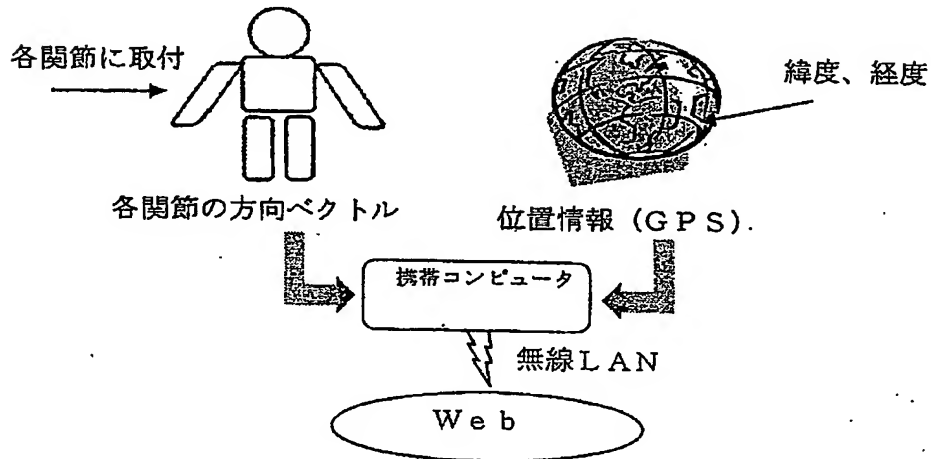 各関節に取付
緯度、経度
各関節の方向ベクトル
位置情報(GPS).
携帯コンピュータ
無線LAN
Web